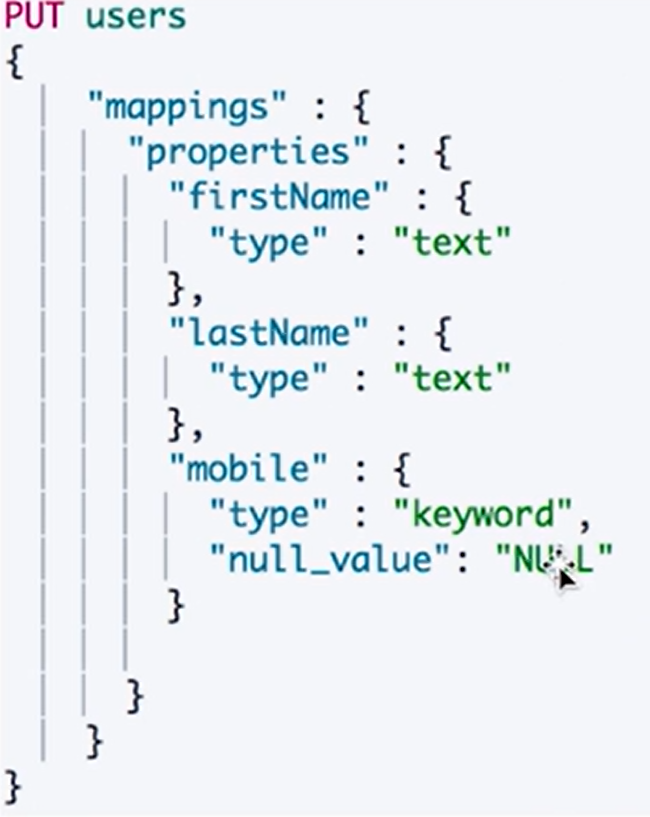 PUT users
{
"mappings" : {
"properties" : {
"firstName" : {
"type" : "text"
},
"lastName" : {
"type" : "text"
},
"mobile" : {
"type" : "keyword",
"null_value": "NULL"
}
}
}
}